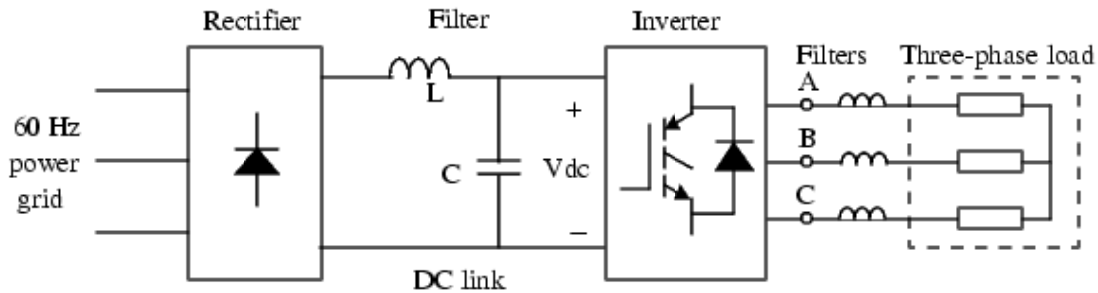 Rectifier
Filter
Inverter
Filters
Three-phase load
60 Hz
power
grid
L
C
+
Vdc
−
A
B
C
DC link